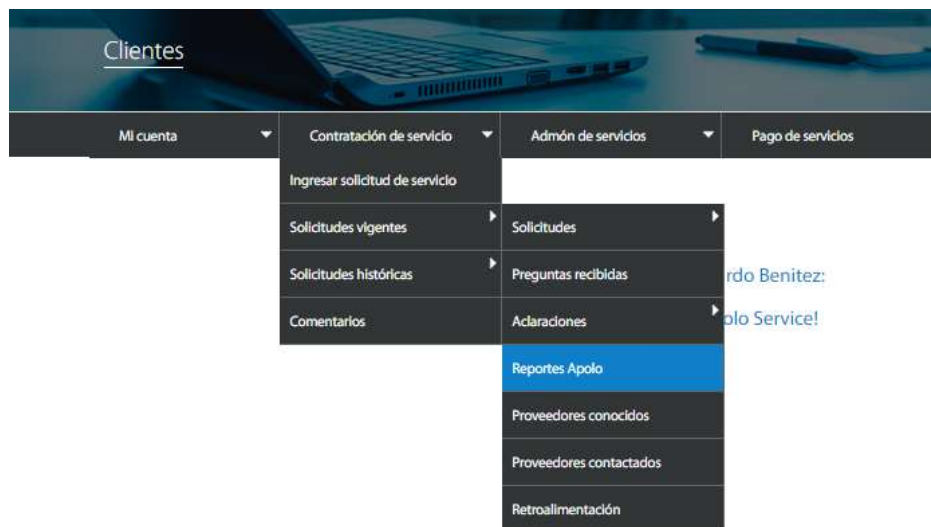 Clientes
Mi cuenta
Contratación de servicio
Admón de servicios
Pago de servicios
Ingresar solicitud de servicio
Solicitudes vigentes
Solicitudes históricas
Comentarios
Solicitudes
Preguntas recibidas
Aclaraciones
Reportes Apolo
Proveedores conocidos
Proveedores contactados
Retroalimentación
rdo Benitez:
olo Service!